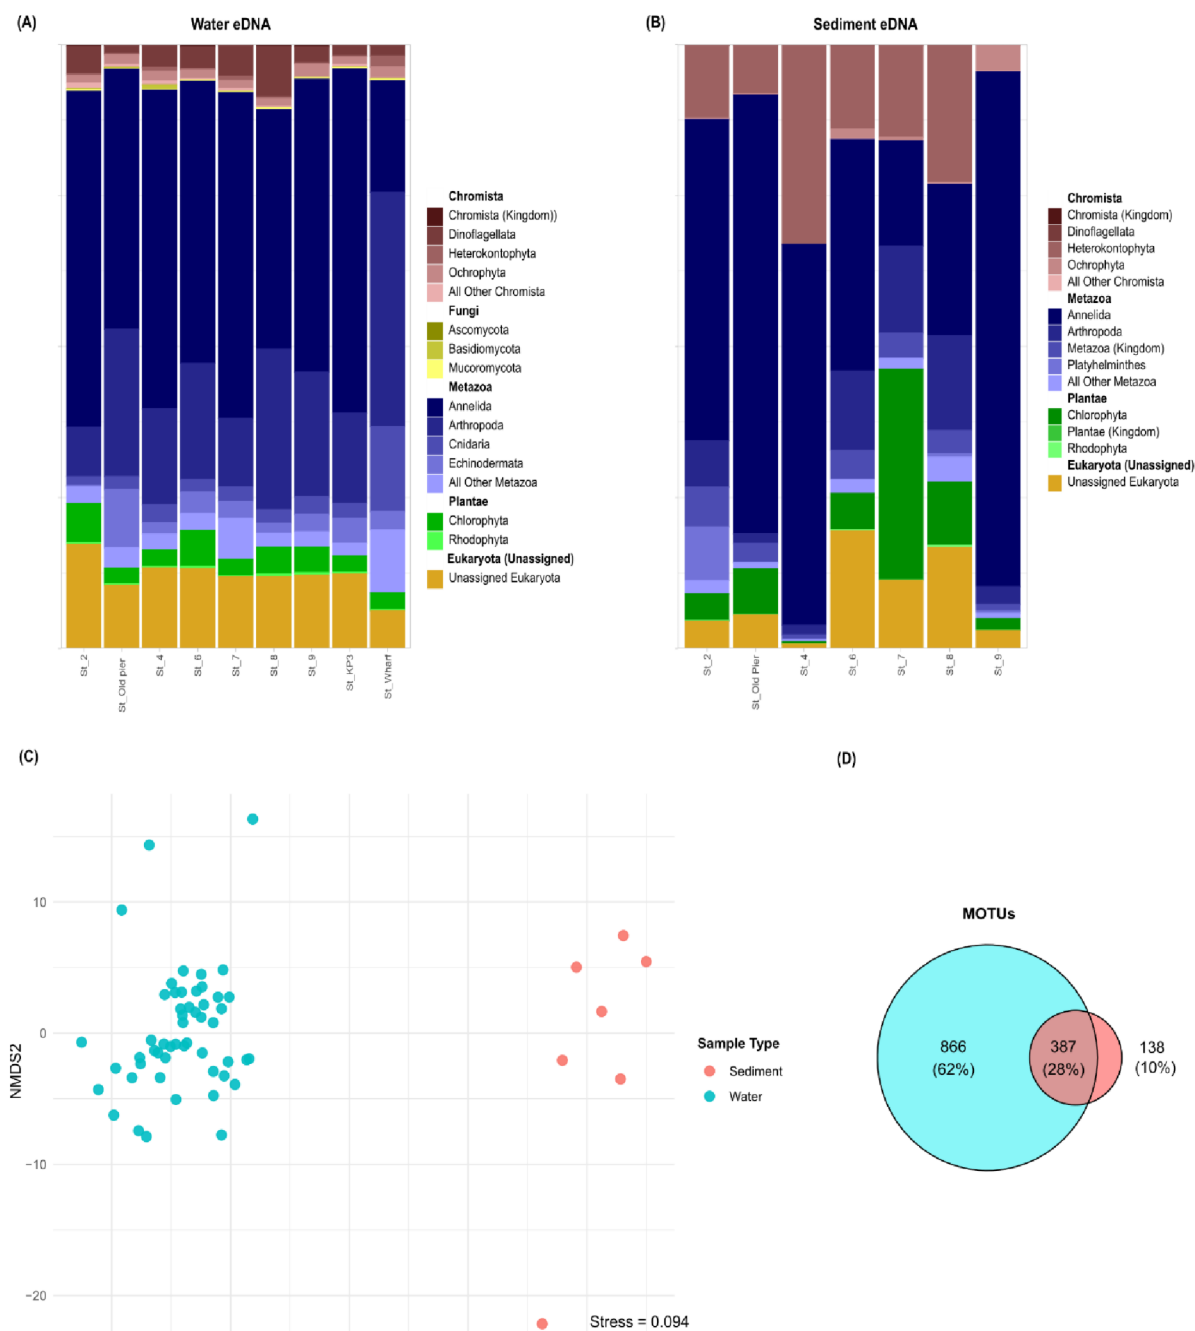 (A)
Water eDNA
Chromista
Chromista (Kingdom))
Dinoflagellata
Heterokontophyta
Ochrophyta
All Other Chromista
Fungi
Ascomycota
Basidiomycota
Mucoromycota
Metazoa
Annelida
Arthropoda
Cnidaria
Echinodermata
All Other Metazoa
Plantae
Chlorophyta
Rhodophyta
Eukaryota (Unassigned)
Unassigned Eukaryota
St_2
St_Old pier
St_4
St_6
St_7
St_8
St_9
St_KP3
St_Wharf
(B)
Sediment eDNA
Chromista
Chromista (Kingdom)
Dinoflagellata
Heterokontophyta
Ochrophyta
All Other Chromista
Metazoa
Annelida
Arthropoda
Metazoa (Kingdom)
Platyhelminthes
All Other Metazoa
Plantae
Chlorophyta
Plantae (Kingdom)
Rhodophyta
Eukaryota (Unassigned)
Unassigned Eukaryota
St_2
St_Old Pier
St_4
St_6
St_7
St_8
St_9
(C)
NMDS2
10
0
−10
−20
Stress = 0.094
Sample Type
Sediment
Water
(D)
MOTUs
866
(62%)
387
(28%)
138
(10%)